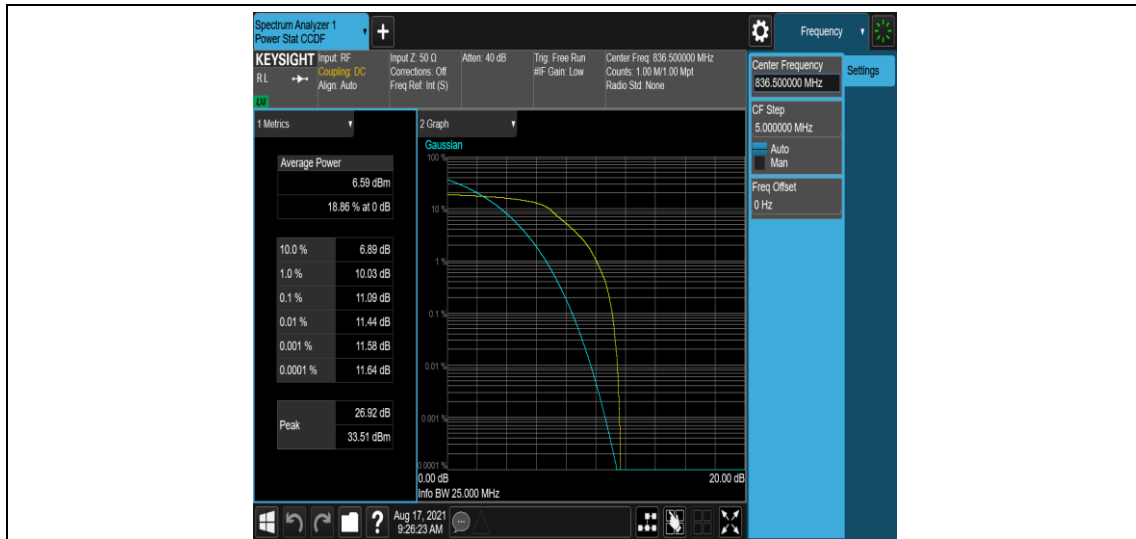 Spectrum Analyzer 1
Power Stat CCDF
+
Frequency
KEYSIGHT
RL
LXI
Input: RF
Coupling: DC
Align: Auto
Input Z: 50 Ω
Corrections: Off
Freq Ref: Int (S)
Atten: 40 dB
Trig: Free Run
#IF Gain: Low
Center Freq: 836.500000 MHz
Counts: 1.00 M/1.00 Mpt
Radio Std: None
Center Frequency
836.500000 MHz
Settings
CF Step
5.000000 MHz
Auto
Man
Freq Offset
0 Hz
1 Metrics
Average Power
6.59 dBm
18.86 % at 0 dB
10.0 % 6.89 dB
1.0 % 10.03 dB
0.1 % 11.09 dB
0.01 % 11.44 dB
0.001 % 11.58 dB
0.0001 % 11.64 dB
Peak
26.92 dB
33.51 dBm
2 Graph
Gaussian
100 %
10 %
1 %
0.1 %
0.01 %
0.001 %
0.0001 %
0.00 dB
20.00 dB
Info BW 25.000 MHz
?
Aug 17, 2021
9:26:23 AM